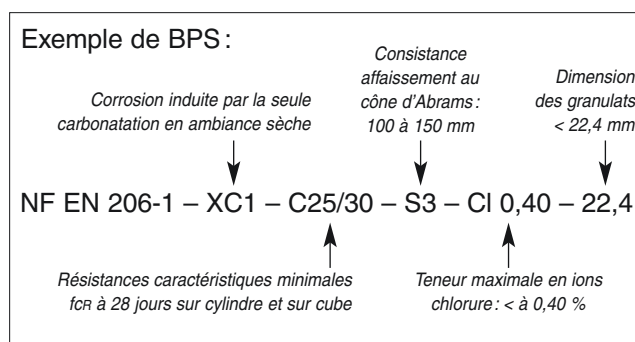 Exemple de BPS :
Consistance
affaissement au
cône d'Abrams :
100 à 150 mm
Dimension
des granulats
< 22,4 mm
Corrosion induite par la seule
carbonatation en ambiance sèche
NF EN 206-1 – XC1 – C25/30 – S3 – Cl 0,40 – 22,4
Résistances caractéristiques minimales
fcR à 28 jours sur cylindre et sur cube
Teneur maximale en ions
chlorure : < à 0,40 %